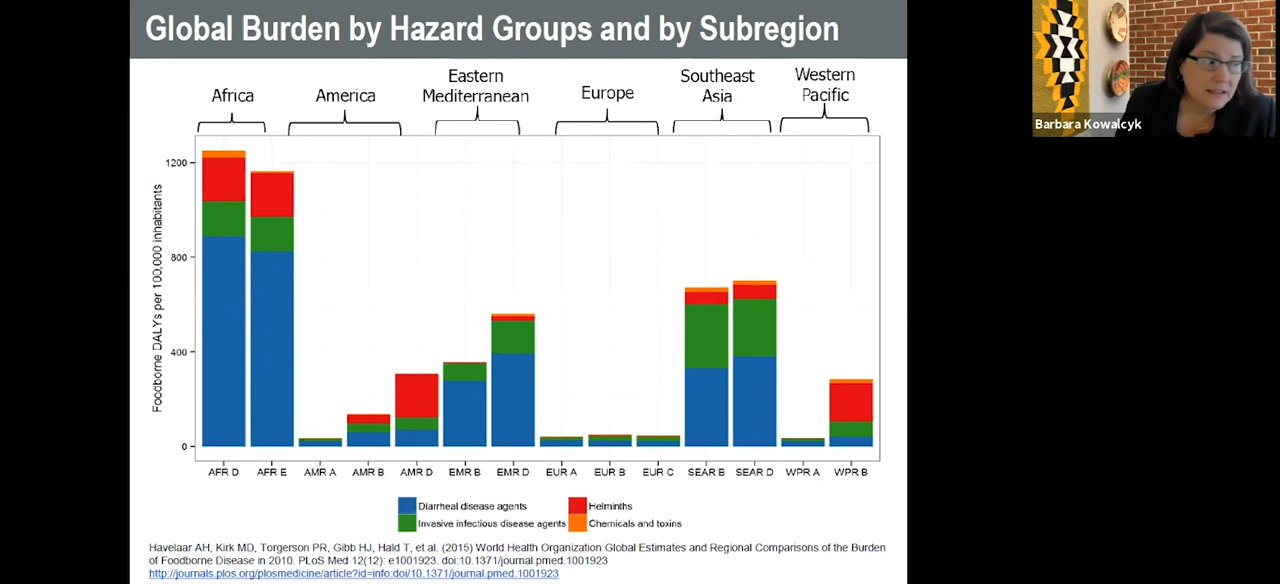 Global Burden by Hazard Groups and by Subregion
Barbara Kowalcyk
Africa
America
Eastern
Mediterranean
Europe
Southeast
Asia
Western
Pacific
Foodborne DALYs per 100,000 inhabitants
1200
800
400
0
AFR D AFR E AMR A AMR B AMR D EMR B EMR D EUR A EUR B EUR C SEAR B SEAR D WPR A WPR B
Diarrheal disease agents Helminths
Invasive infectious disease agents Chemicals and toxins
Havelaar AH, Kirk MD, Torgerson PR, Gibb HJ, Hald T, et al. (2015) World Health Organization Global Estimates and Regional Comparisons of the Burden
of Foodborne Disease in 2010. PLoS Med 12(12): e1001923. doi:10.1371/journal.pmed.1001923
http://journals.plos.org/plosmedicine/article?id=info:doi/10.1371/journal.pmed.1001923